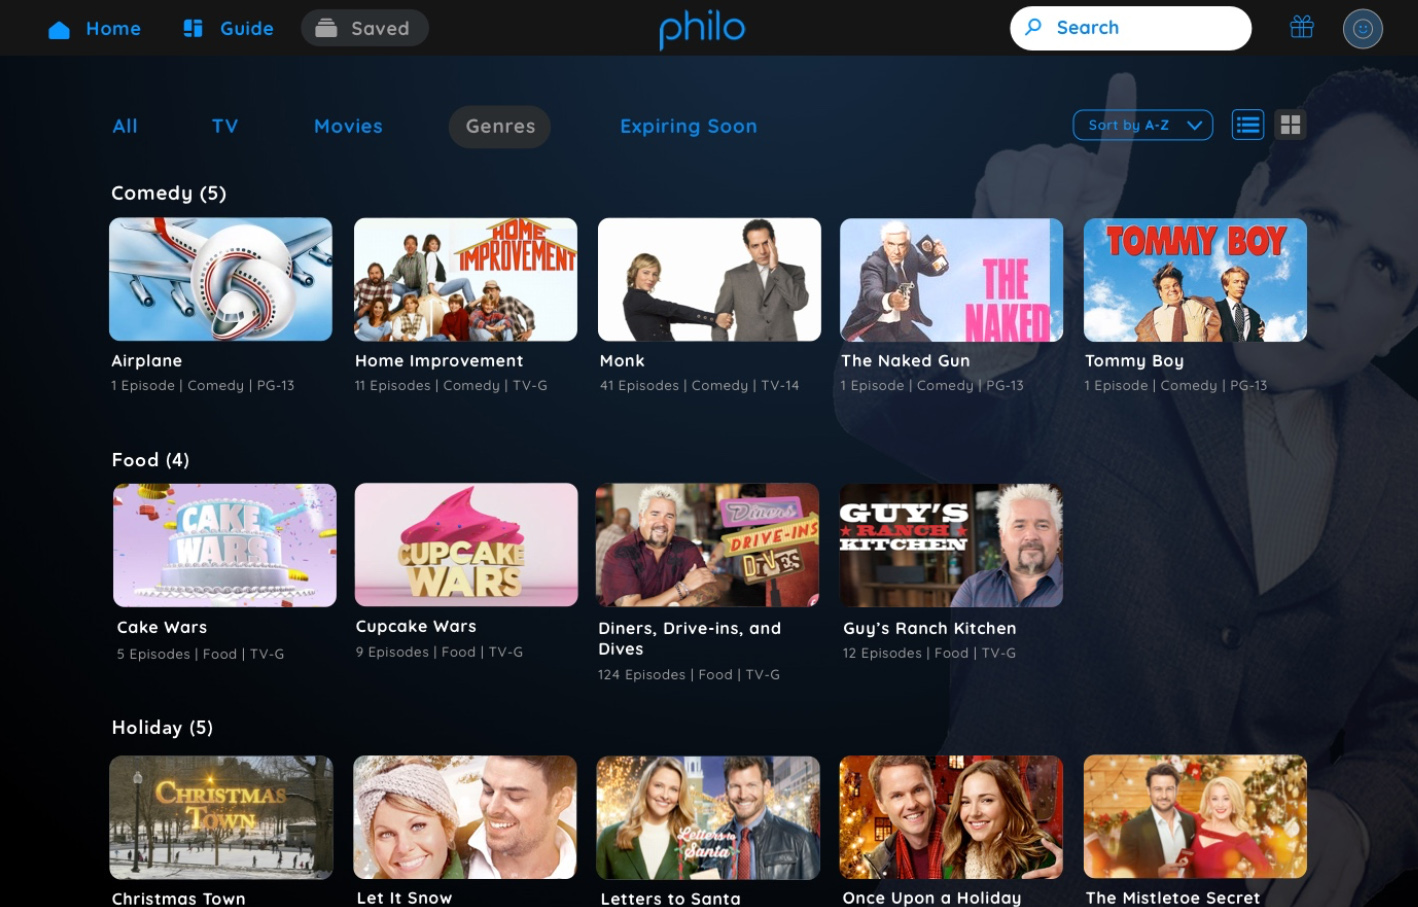 Home
Guide
Saved
philo
Search
All
TV
Movies
Genres
Expiring Soon
Sort by A-Z
Comedy (5)
HOME
IMPROVEMENT
THE
NAKED
TOMMY BOY
Airplane
Home Improvement
Monk
The Naked Gun
Tommy Boy
1 Episode | Comedy | PG-13
11 Episodes | Comedy | TV-G
41 Episodes | Comedy | TV-14
1 Episode | Comedy | PG-13
1 Episode | Comedy | PG-13
Food (4)
CAKE
WARS
CUPCAKE
WARS
Diners
DRIVE-INS
DIVES
GUY'S
RANCH
KITCHEN
Cake Wars
Cupcake Wars
Diners, Drive-ins, and
Dives
Guy's Ranch Kitchen
5 Episodes | Food | TV-G
9 Episodes | Food | TV-G
124 Episodes | Food | TV-G
12 Episodes | Food | TV-G
Holiday (5)
CHRISTMAS
TOWN
Letters to
Santa
Christmas Town
Let It Snow
Letters to Santa
Once Upon a Holiday
The Mistletoe Secret